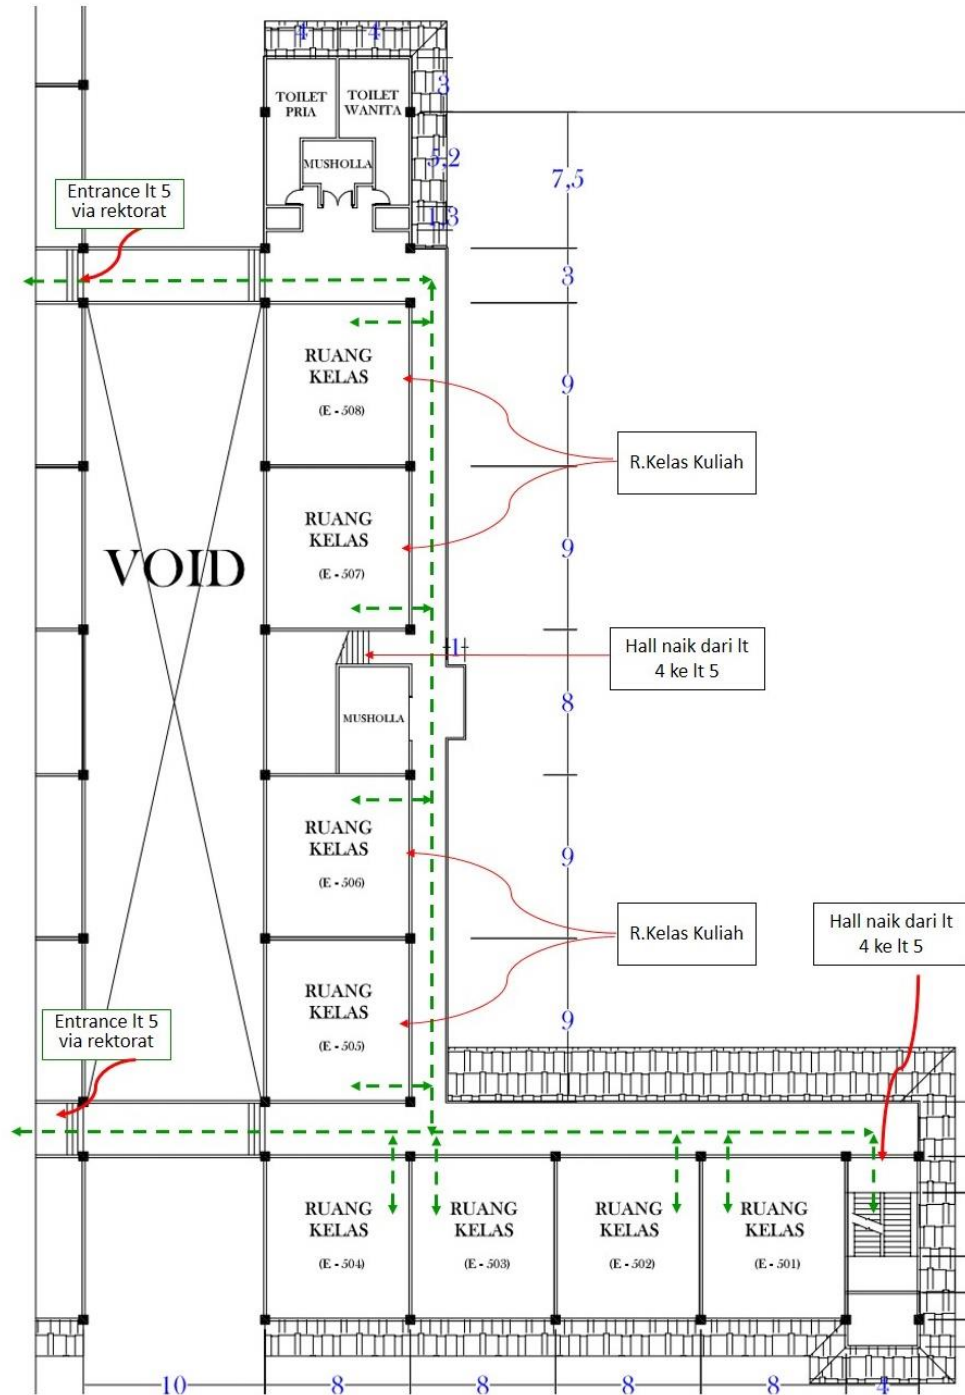 4
4
TOILET
PRIA
TOILET
WANITA
3
MUSHOLLA
5,2
7,5
Entrance lt 5
via rektorat
1,3
3
RUANG
KELAS
(E - 508)
9
R.Kelas Kuliah
RUANG
KELAS
(E - 507)
9
VOID
Hall naik dari lt
4 ke lt 5
1
MUSHOLLA
8
RUANG
KELAS
(E - 506)
9
R.Kelas Kuliah
Hall naik dari lt
4 ke lt 5
RUANG
KELAS
(E - 505)
9
Entrance lt 5
via rektorat
RUANG
KELAS
(E - 504)
RUANG
KELAS
(E - 503)
RUANG
KELAS
(E - 502)
RUANG
KELAS
(E - 501)
10
8
8
8
8
4